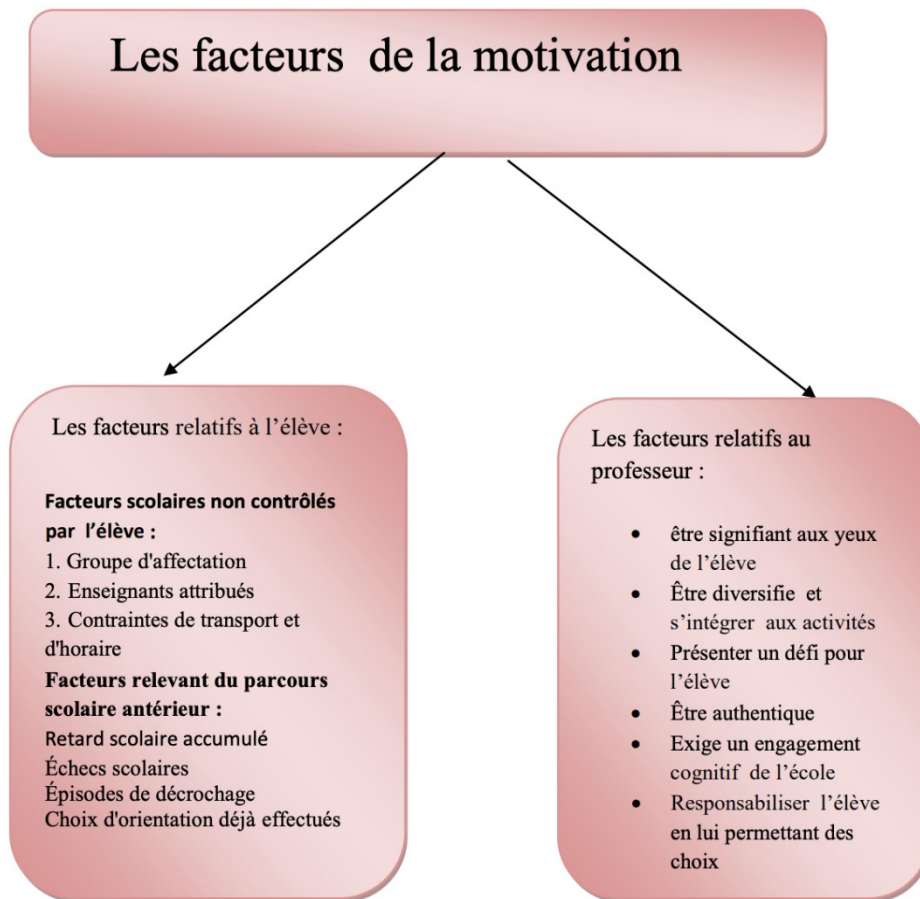 Les facteurs de la motivation
Les facteurs relatifs à l'élève :
Facteurs scolaires non contrôlés
par l'élève :
1. Groupe d'affectation
2. Enseignants attribués
3. Contraintes de transport et
d'horaire
Facteurs relevant du parcours
scolaire antérieur :
Retard scolaire accumulé
Échecs scolaires
Épisodes de décrochage
Choix d'orientation déjà effectués
Les facteurs relatifs au
professeur :
• être signifiant aux yeux
de l'élève
• Être diversifie et
s'intégrer aux activités
• Présenter un défi pour
l'élève
• Être authentique
• Exige un engagement
cognitif de l'école
• Responsabiliser l'élève
en lui permettant des
choix